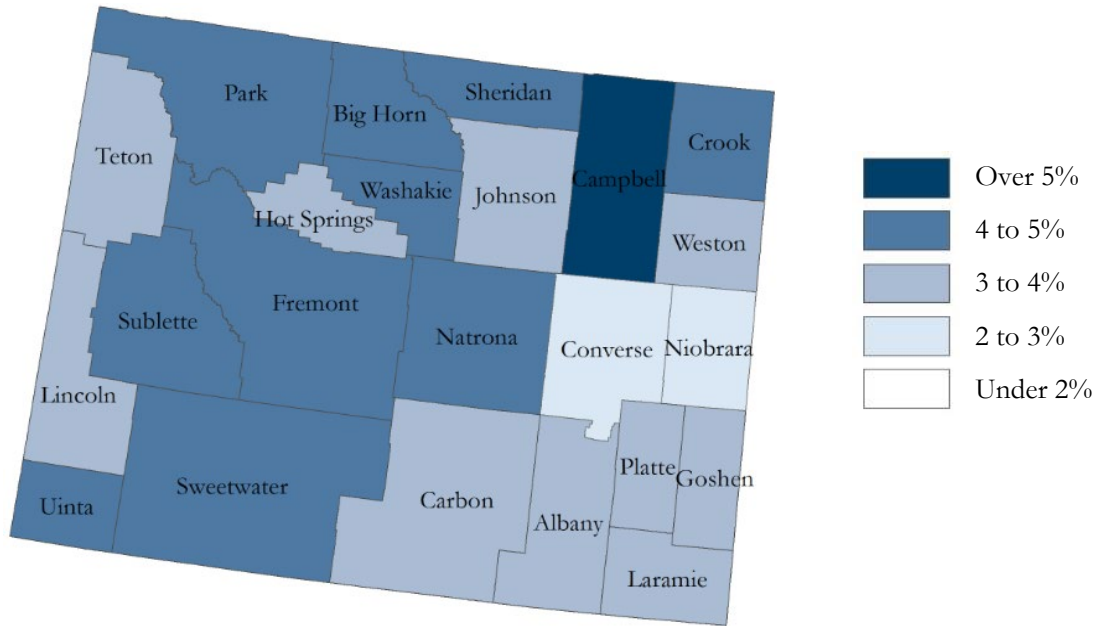 Park
Big Horn
Sheridan
Campbell
Crook
Teton
Washakie
Johnson
Hot Springs
Weston
Fremont
Sublette
Natrona
Converse
Niobrara
Lincoln
Platte
Goshen
Sweetwater
Carbon
Uinta
Albany
Laramie
Over 5%
4 to 5%
3 to 4%
2 to 3%
Under 2%